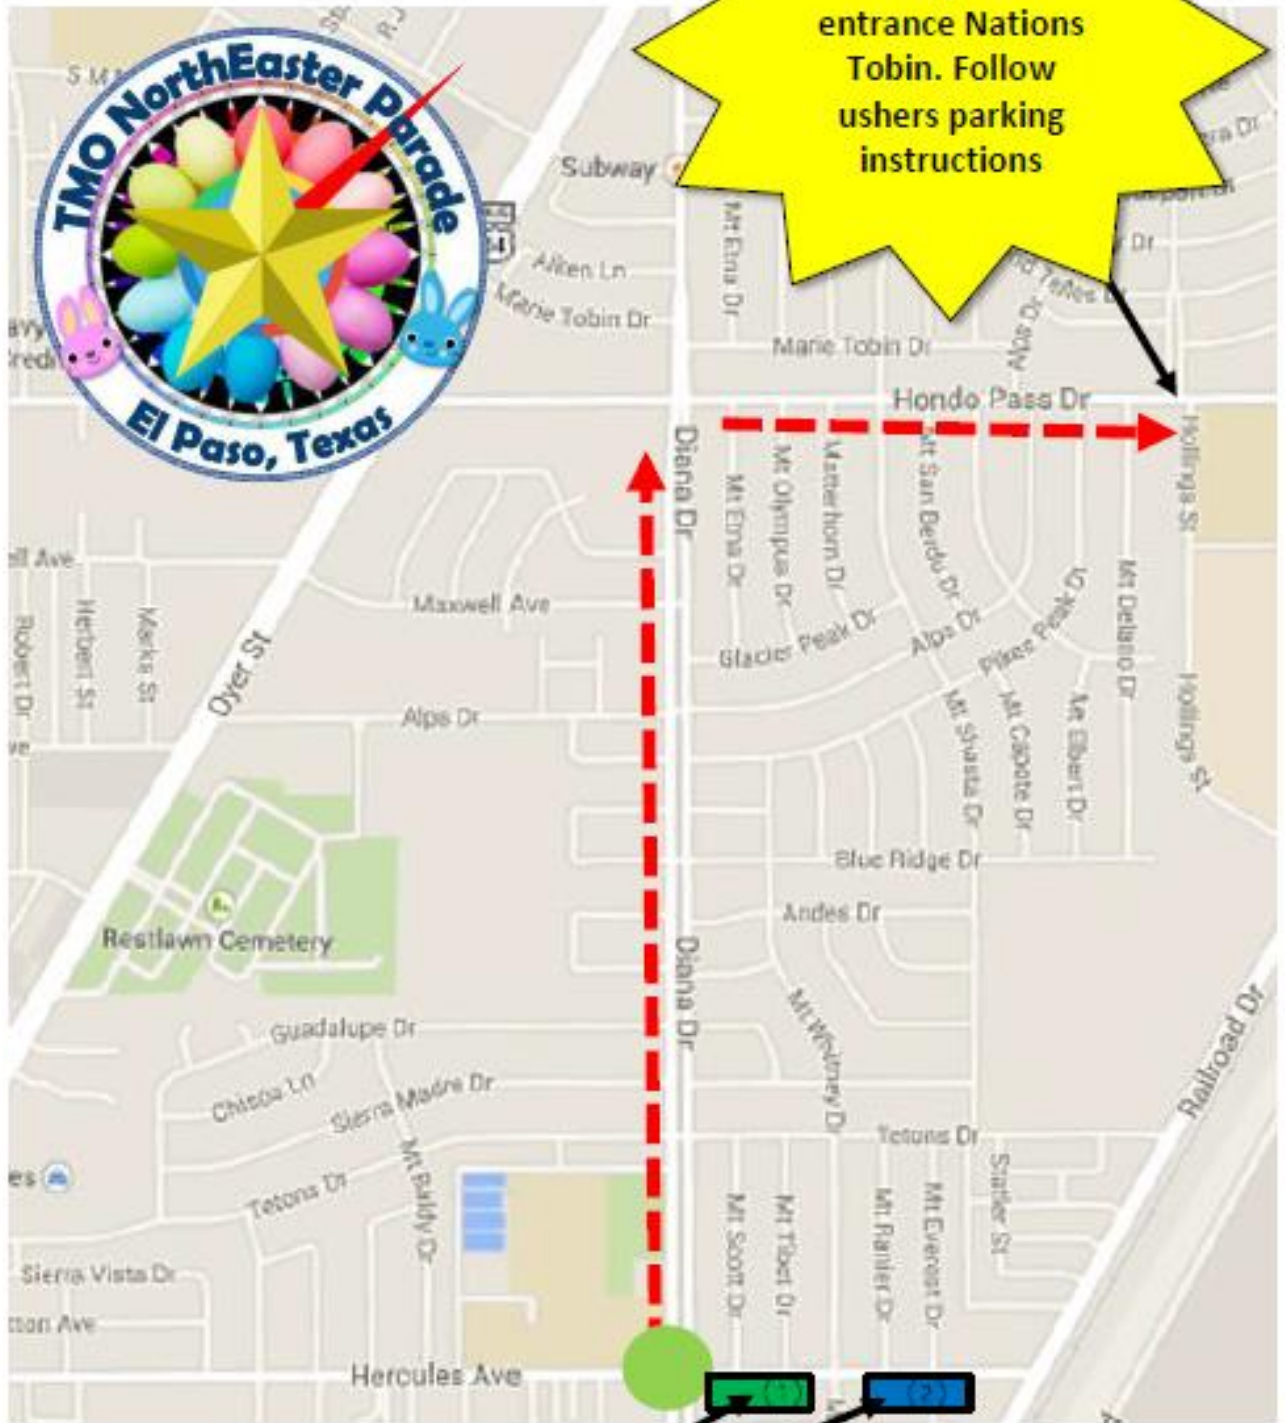 entrance Nations
Tobin. Follow
ushers parking
instructions
TMO NorthEaster Parade
El Paso, Texas
Subway
Mt Etna Dr
Aiken Ln
Marie Tobin Dr
Marie Tobin Dr
Hondo Pass Dr
Hollings St
Diana Dr
Mt Etna Dr
Mt Olympus Dr
Matterhorn Dr
Mt San Berdu Dr
Mt Delano Dr
ell Ave
Maxwell Ave
Robert Dr
Herbert St
Marks St
Dyer St
Glacier Peak Dr
Alps Dr
Pikes Peak Dr
Alps Dr
Mt Shasta Dr
Mt Capote Dr
Elbert Dr
Hollings St
Blue Ridge Dr
Andes Dr
Restlawn Cemetery
Diana Dr
Guadalupe Dr
Mt Whitney Dr
Railroad Dr
Chisos Ln
Sierra Madre Dr
Tetons Dr
es
Mt Baldy Dr
Tetons Dr
Mt Scott Dr
Mt Tibet Dr
Mt Ranier Dr
Mt Everest Dr
Statler St
Sierra Vista Dr
ton Ave
Hercules Ave
1
2